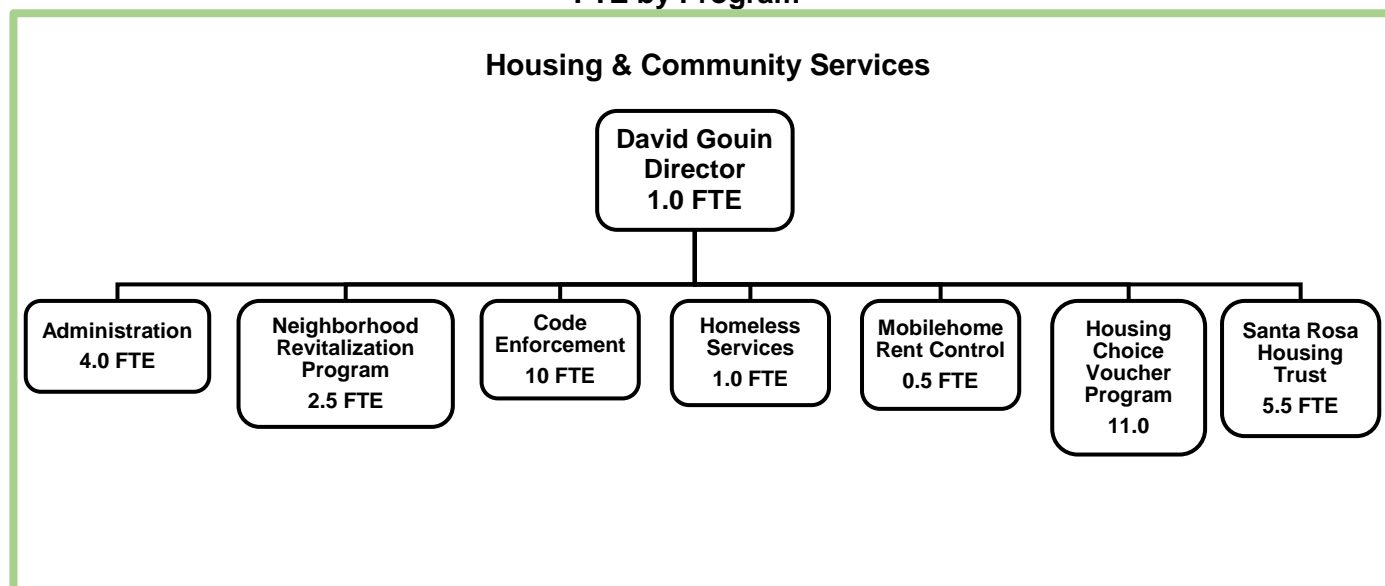 FTE by Program
Housing & Community Services
David Gouin
Director
1.0 FTE
Administration
4.0 FTE
Neighborhood
Revitalization
Program
2.5 FTE
Code
Enforcement
10 FTE
Homeless
Services
1.0 FTE
Mobilehome
Rent Control
0.5 FTE
Housing
Choice
Voucher
Program
11.0
Santa Rosa
Housing
Trust
5.5 FTE